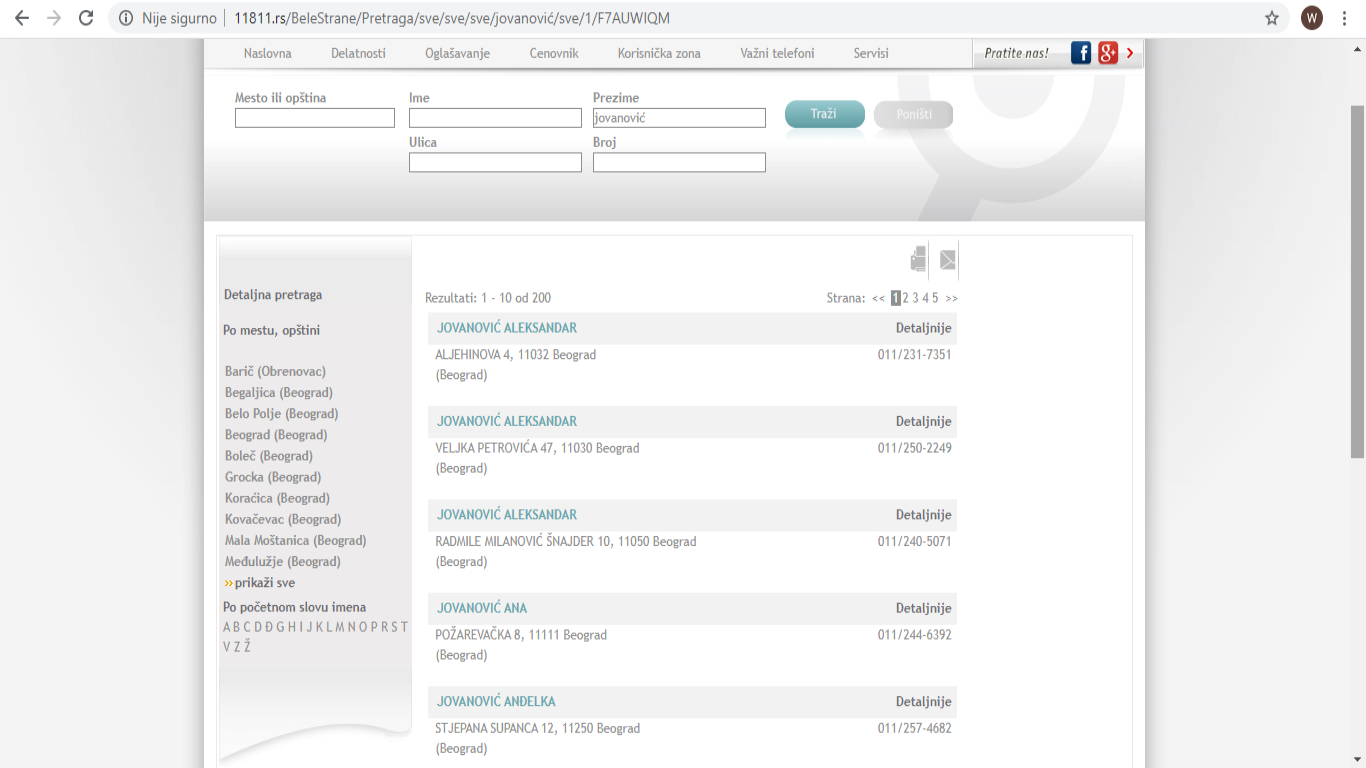 Nije sigurno | 11811.rs/BeleStrane/Pretraga/sve/sve/sve/jovanović/sve/1/F7AUWIQM W
Naslovna Delatnosti Oglašavanje Cenovnik Korisnička zona Važni telefoni Servisi Pratite nas! f g+
Mesto ili opština Ime Prezime
jovanović Traži Poništi
Ulica Broj
Detaljna pretraga
Po mestu, opštini
Barič (Obrenovac)
Begaljica (Beograd)
Belo Polje (Beograd)
Beograd (Beograd)
Boleč (Beograd)
Grocka (Beograd)
Koraćica (Beograd)
Kovačevac (Beograd)
Mala Moštanica (Beograd)
Međulužje (Beograd)
»prikaži sve
Po početnom slovu imena
A B C D Đ G H I J K L M N O P R S T
V Z Ž
Rezultati: 1 - 10 od 200 Strana: << 1 2 3 4 5 >>
JOVANOVIĆ ALEKSANDAR Detaljnije
ALJEHINOVA 4, 11032 Beograd 011/231-7351
(Beograd)
JOVANOVIĆ ALEKSANDAR Detaljnije
VELJKA PETROVIĆA 47, 11030 Beograd 011/250-2249
(Beograd)
JOVANOVIĆ ALEKSANDAR Detaljnije
RADMILE MILANOVIĆ ŠNAJDER 10, 11050 Beograd 011/240-5071
(Beograd)
JOVANOVIĆ ANA Detaljnije
POŽAREVAČKA 8, 11111 Beograd 011/244-6392
(Beograd)
JOVANOVIĆ ANĐELKA Detaljnije
STJEPANA SUPANCA 12, 11250 Beograd 011/257-4682
(Beograd)